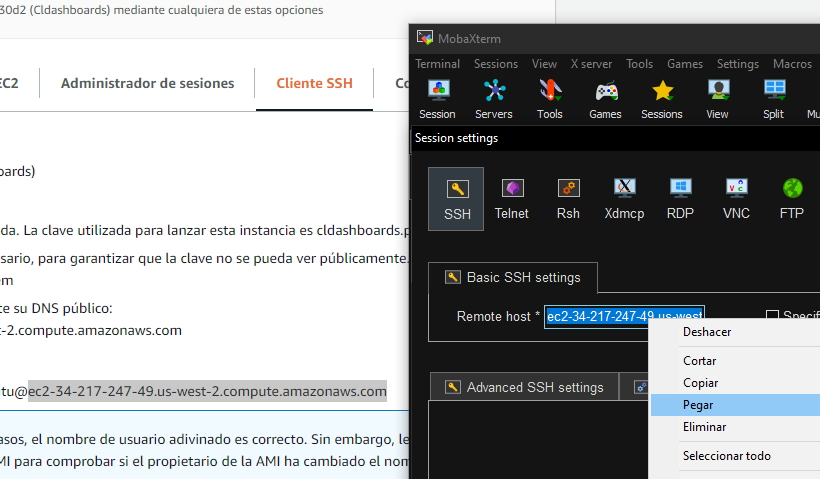 30d2 (Cldashboards) mediante cualquiera de estas opciones
EC2
Administrador de sesiones
Cliente SSH
da. La clave utilizada para lanzar esta instancia es cldashboards.p
sario, para garantizar que la clave no se pueda ver públicamente.
em
te su DNS público:
-2.compute.amazonaws.com
tu@ec2-34-217-247-49.us-west-2.compute.amazonaws.com
asos, el nombre de usuario adivinado es correcto. Sin embargo, le
MI para comprobar si el propietario de la AMI ha cambiado el nom
MobaXterm
Terminal Sessions View X server Tools Games Settings Macros
Session Servers Tools Games Sessions View Split
Session settings
SSH Telnet Rsh Xdmcp RDP VNC FTP
Basic SSH settings
Remote host * ec2-34-217-247-49.us-west
Advanced SSH settings
Deshacer
Cortar
Copiar
Pegar
Eliminar
Seleccionar todo